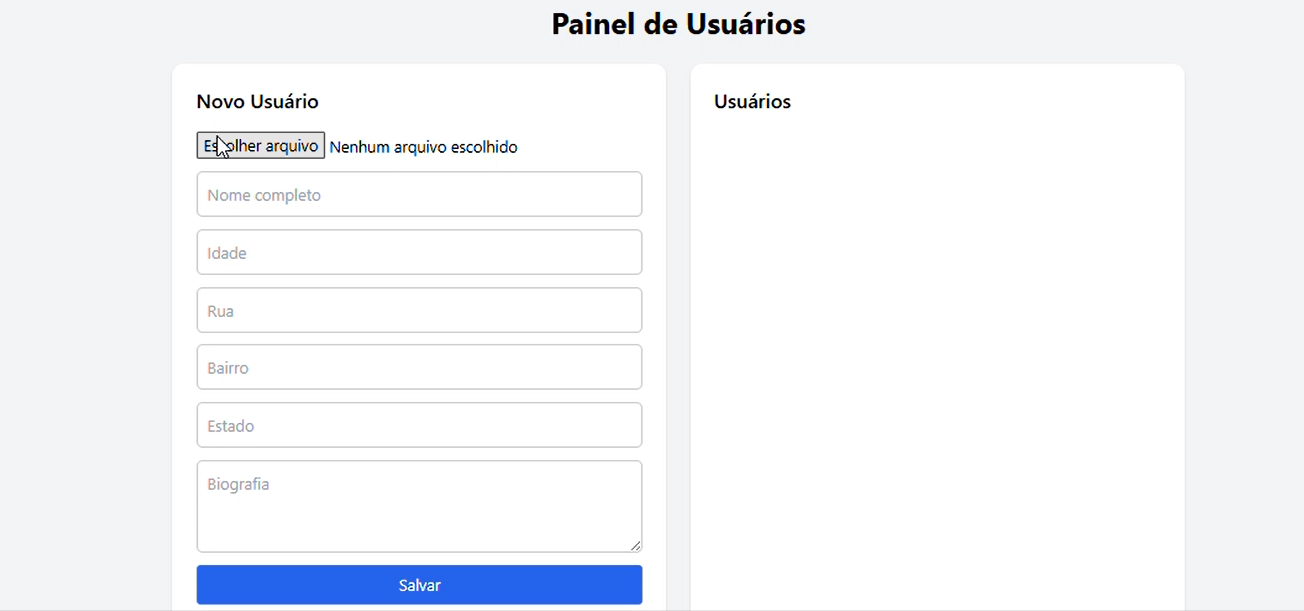 Painel de Usuários
Novo Usuário
Escolher arquivo Nenhum arquivo escolhido
Nome completo
Idade
Rua
Bairro
Estado
Biografia
Salvar
Usuários